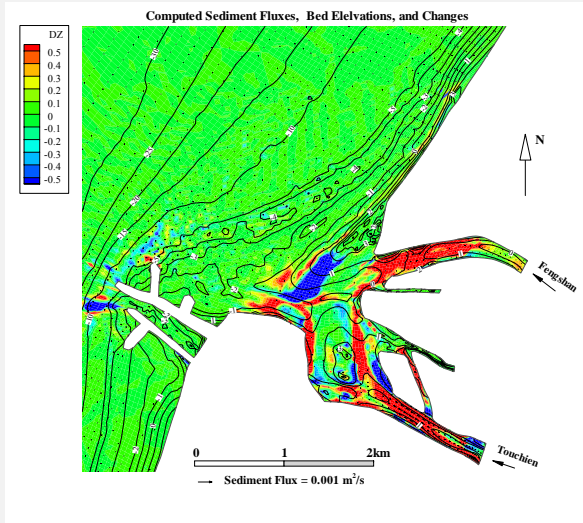 Computed Sediment Fluxes, Bed Elelvations, and Changes
DZ
0.5
0.4
0.3
0.2
0.1
0
-0.1
-0.2
-0.3
-0.4
-0.5
N
Fengshan
Touchien
0 1 2km
Sediment Flux = 0.001 m²/s